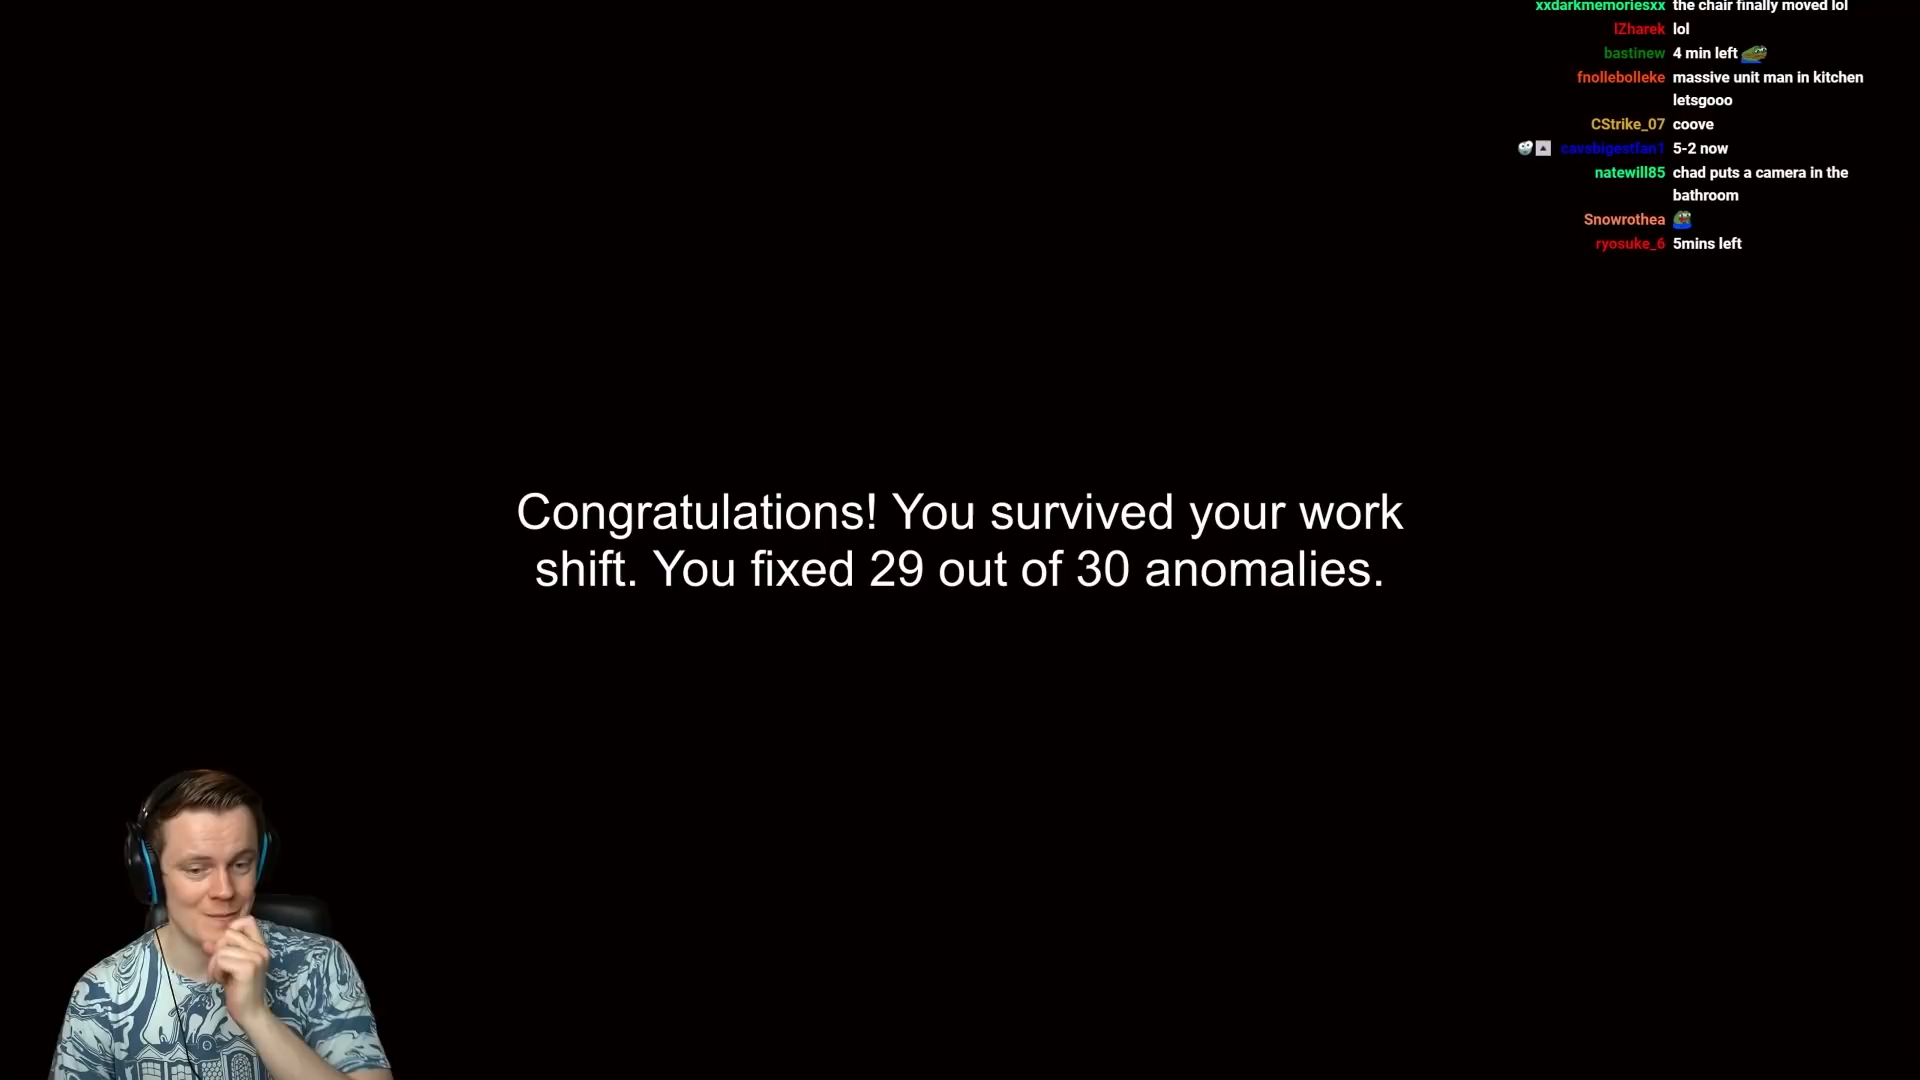 xxdarkmemoriesxx the chair finally moved lol
lZharek lol
bastinew 4 min left
fnollebolleke massive unit man in kitchen
letsgooo
CStrike_07 coove
cavsbigestfan1 5-2 now
natewill85 chad puts a camera in the
bathroom
Snowrothea
ryosuke_6 5mins left
Congratulations! You survived your work
shift. You fixed 29 out of 30 anomalies.